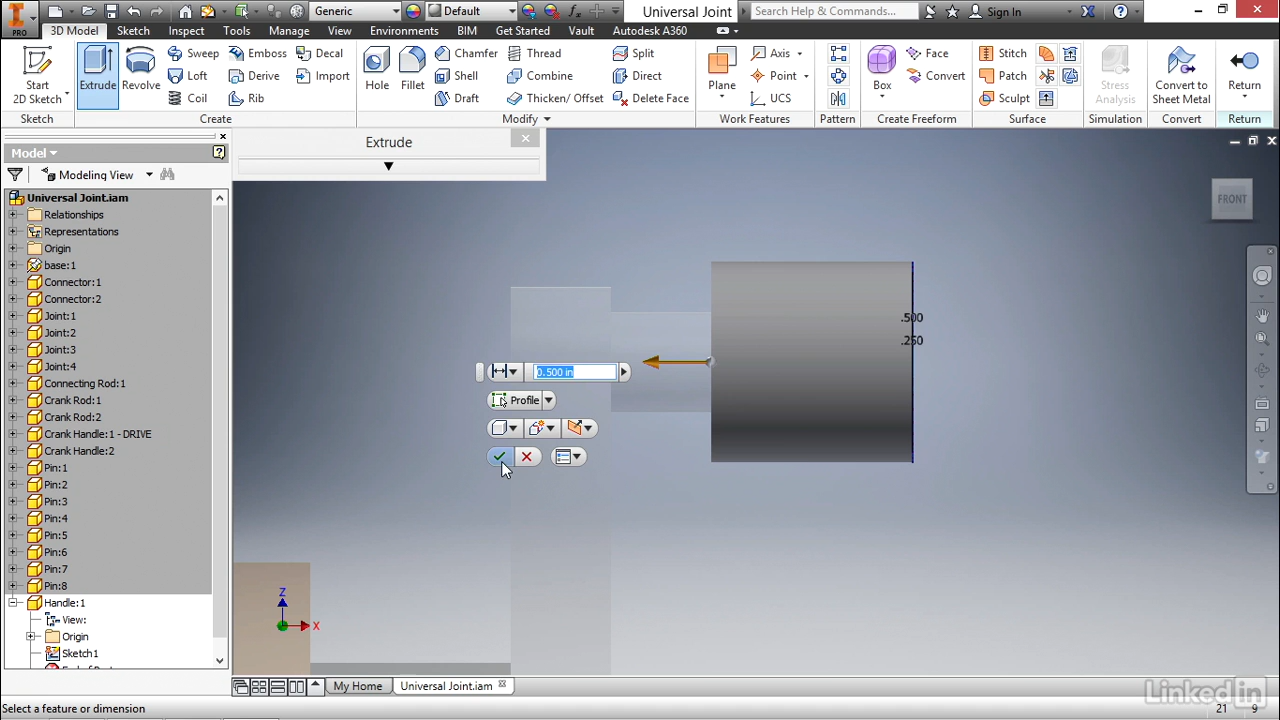 PRO
Generic
Default
fx
Universal Joint
Search Help & Commands...
Sign In
3D Model
Sketch
Inspect
Tools
Manage
View
Environments
BIM
Get Started
Vault
Autodesk A360
Start
2D Sketch
Extrude
Revolve
Sweep
Loft
Coil
Emboss
Derive
Rib
Decal
Import
Hole
Fillet
Chamfer
Shell
Draft
Thread
Combine
Thicken/ Offset
Split
Direct
Delete Face
Plane
Axis
Point
UCS
Box
Face
Convert
Stitch
Patch
Sculpt
Stress
Analysis
Convert to
Sheet Metal
Return
Sketch
Create
Modify
Work Features
Pattern
Create Freeform
Surface
Simulation
Convert
Return
Model
Modeling View
Universal Joint.iam
Relationships
Representations
Origin
base:1
Connector:1
Connector:2
Joint:1
Joint:2
Joint:3
Joint:4
Connecting Rod:1
Crank Rod:1
Crank Rod:2
Crank Handle:1 - DRIVE
Crank Handle:2
Pin:1
Pin:2
Pin:3
Pin:4
Pin:5
Pin:6
Pin:7
Pin:8
Handle:1
View:
Origin
Sketch1
Extrude
FRONT
.500
.250
0.500 in
Profile
Z
X
My Home
Universal Joint.iam
Linked in
Select a feature or dimension
21
9